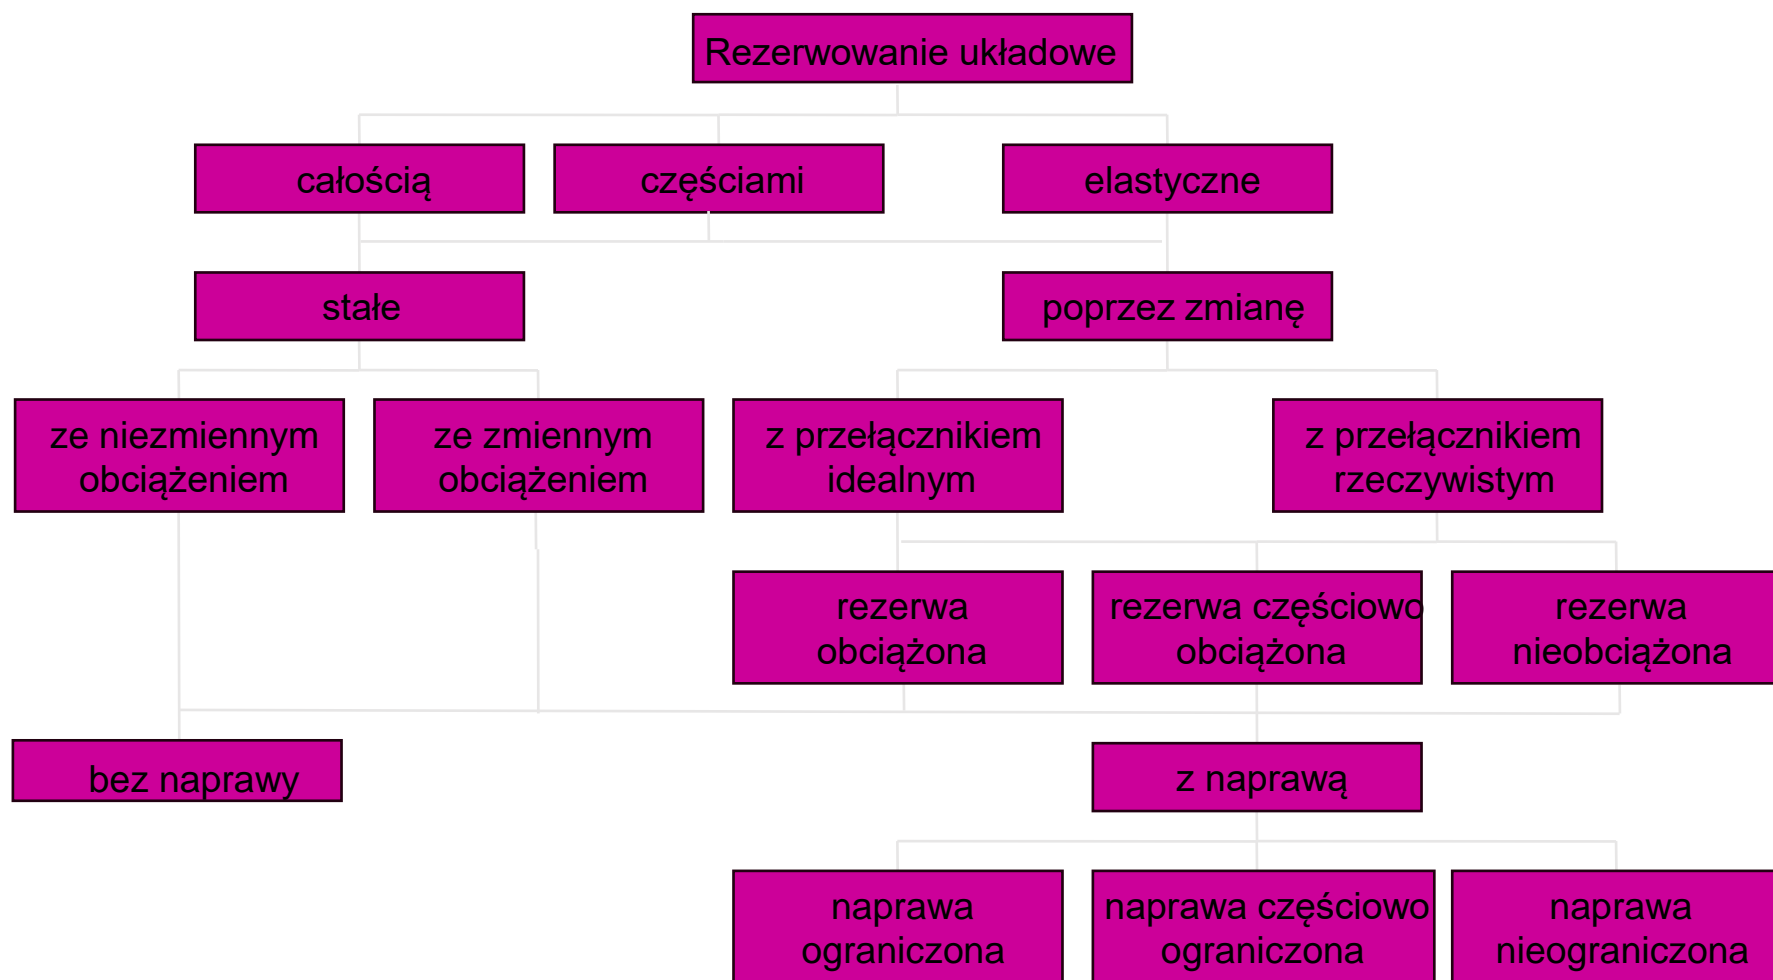 Rezerwowanie układowe
całością
częściami
elastyczne
stałe
poprzez zmianę
ze niezmiennym
obciążeniem
ze zmiennym
obciążeniem
z przełącznikiem
idealnym
z przełącznikiem
rzeczywistym
rezerwa
obciążona
rezerwa częściowo
obciążona
rezerwa
nieobciążona
bez naprawy
z naprawą
naprawa
ograniczona
naprawa częściowo
ograniczona
naprawa
nieograniczona